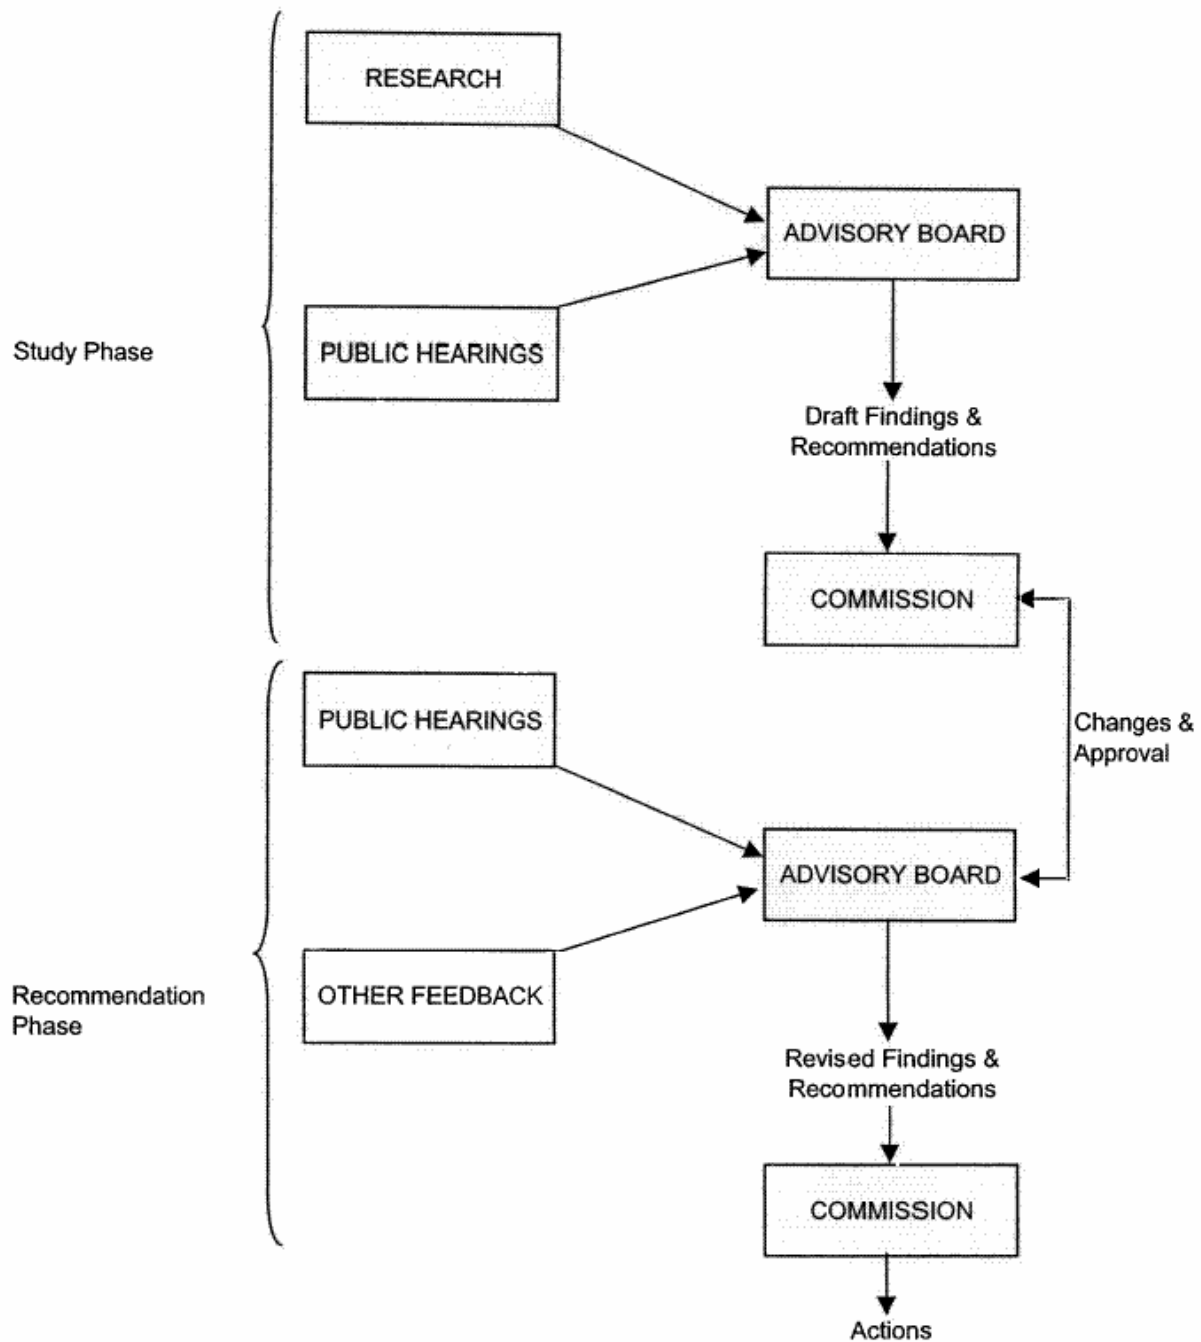 RESEARCH
ADVISORY BOARD
Study Phase
PUBLIC HEARINGS
Draft Findings &
Recommendations
COMMISSION
PUBLIC HEARINGS
Changes &
Approval
ADVISORY BOARD
Recommendation
Phase
OTHER FEEDBACK
Revised Findings &
Recommendations
COMMISSION
Actions